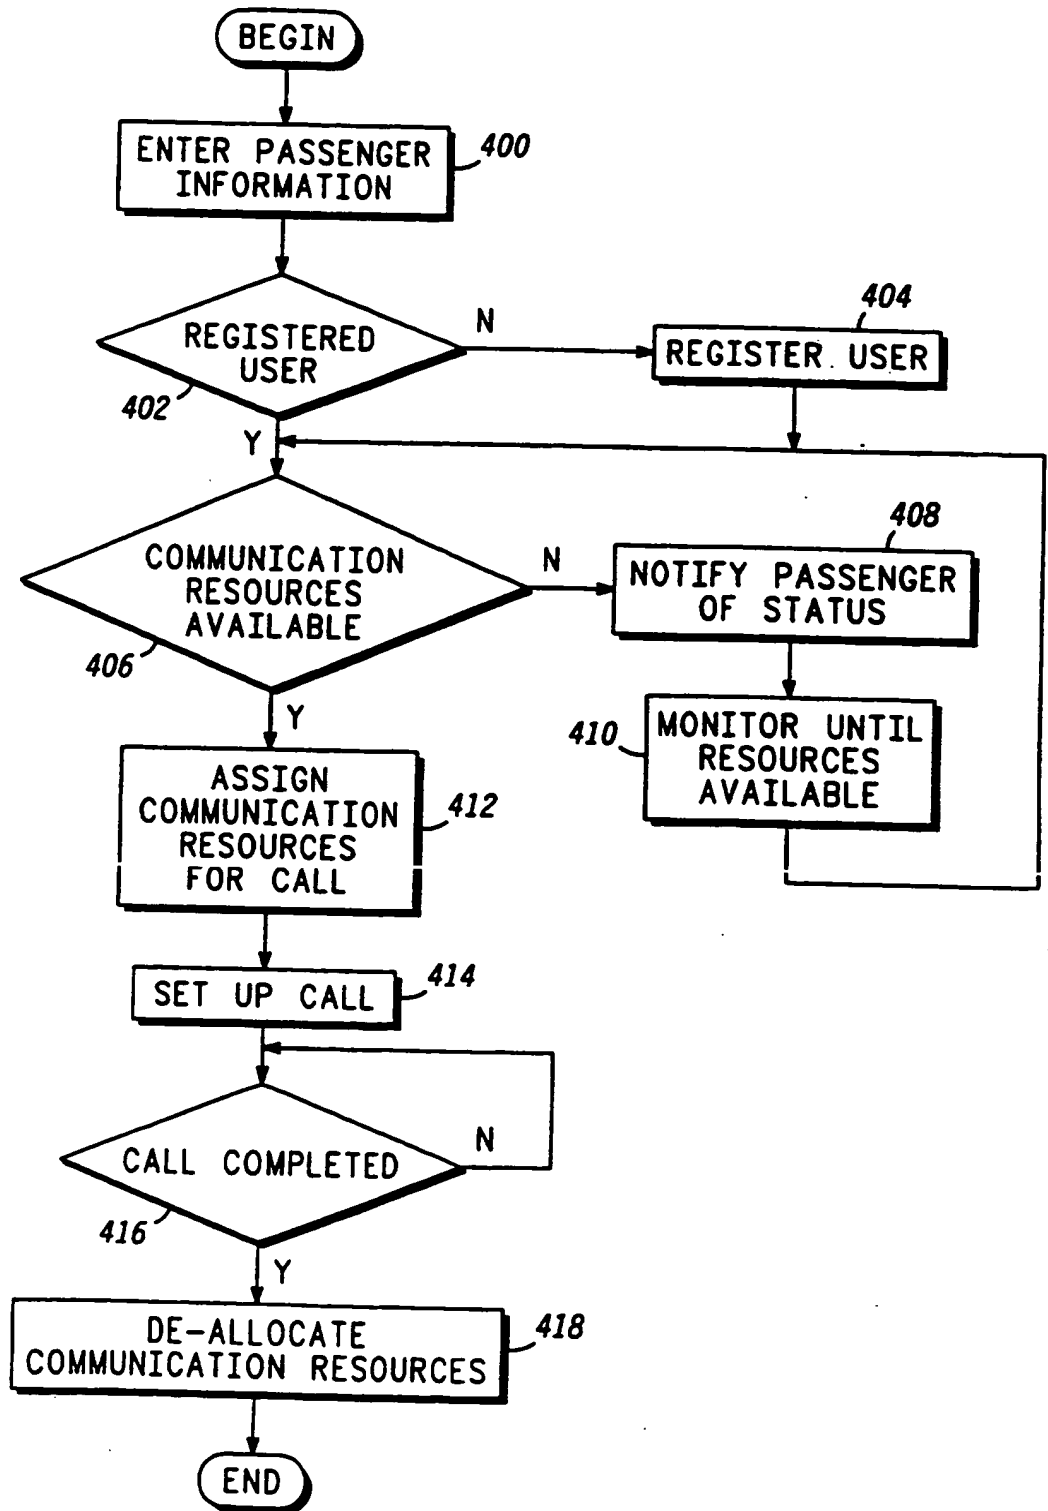 BEGIN
ENTER PASSENGER
INFORMATION
400
REGISTERED
USER
402
N
404
REGISTER USER
Y
COMMUNICATION
RESOURCES
AVAILABLE
406
N
408
NOTIFY PASSENGER
OF STATUS
410
MONITOR UNTIL
RESOURCES
AVAILABLE
Y
ASSIGN
COMMUNICATION
RESOURCES
FOR CALL
412
SET UP CALL
414
CALL COMPLETED
N
416
Y
DE-ALLOCATE
COMMUNICATION RESOURCES
418
END